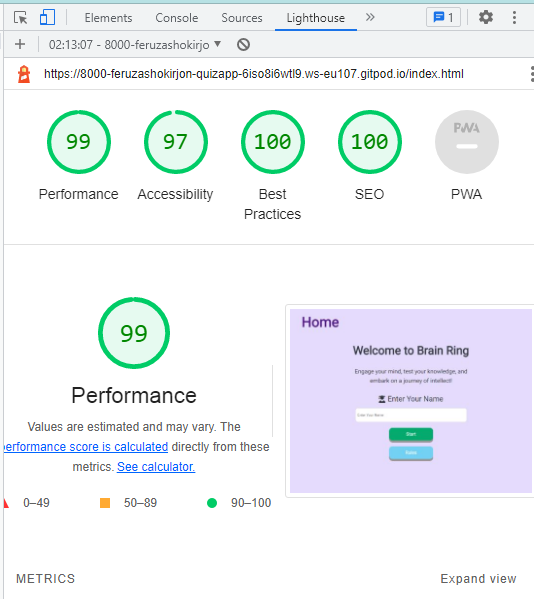 Elements Console Sources Lighthouse 1
02:13:07 - 8000-feruzashokirjo
https://8000-feruzashokirjon-quizapp-6iso8i6wtl9.ws-eu107.gitpod.io/index.html
99 97 100 100 PWA
Performance Accessibility Best Practices SEO PWA
99
Performance
Values are estimated and may vary. The
performance score is calculated directly from these
metrics. See calculator.
0–49 50–89 90–100
Home
Welcome to Brain Ring
Engage your mind, test your knowledge, and
embark on a journey of intellect!
Enter Your Name
Enter Your Name
Start
Rules
METRICS Expand view